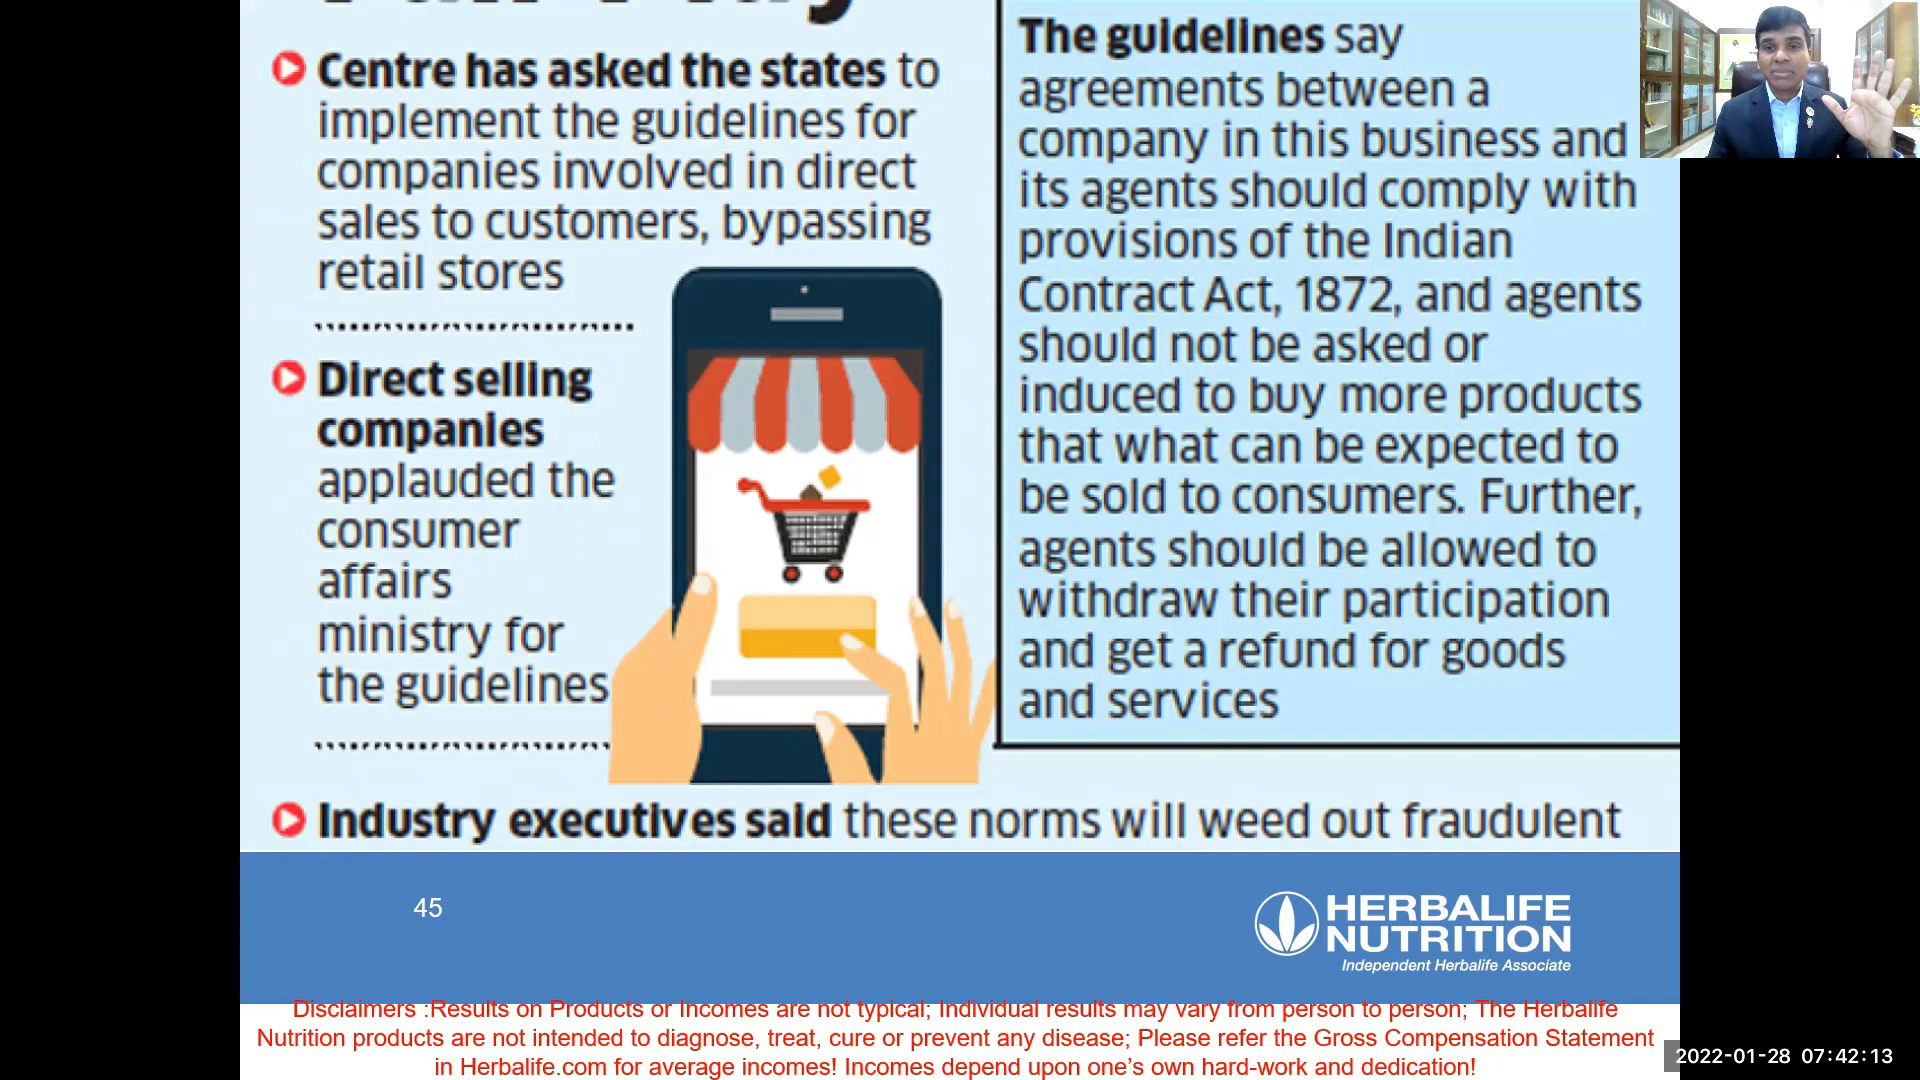 Centre has asked the states to
implement the guidelines for
companies involved in direct
sales to customers, bypassing
retail stores
Direct selling
companies
applauded the
consumer
affairs
ministry for
the guidelines
The guidelines say
agreements between a
company in this business and
its agents should comply with
provisions of the Indian
Contract Act, 1872, and agents
should not be asked or
induced to buy more products
that what can be expected to
be sold to consumers. Further,
agents should be allowed to
withdraw their participation
and get a refund for goods
and services
Industry executives said these norms will weed out fraudulent
45
HERBALIFE
NUTRITION
Independent Herbalife Associate
Disclaimers :Results on Products or Incomes are not typical; Individual results may vary from person to person; The Herbalife
Nutrition products are not intended to diagnose, treat, cure or prevent any disease; Please refer the Gross Compensation Statement
in Herbalife.com for average incomes! Incomes depend upon one’s own hard-work and dedication!
2022-01-28 07:42:13